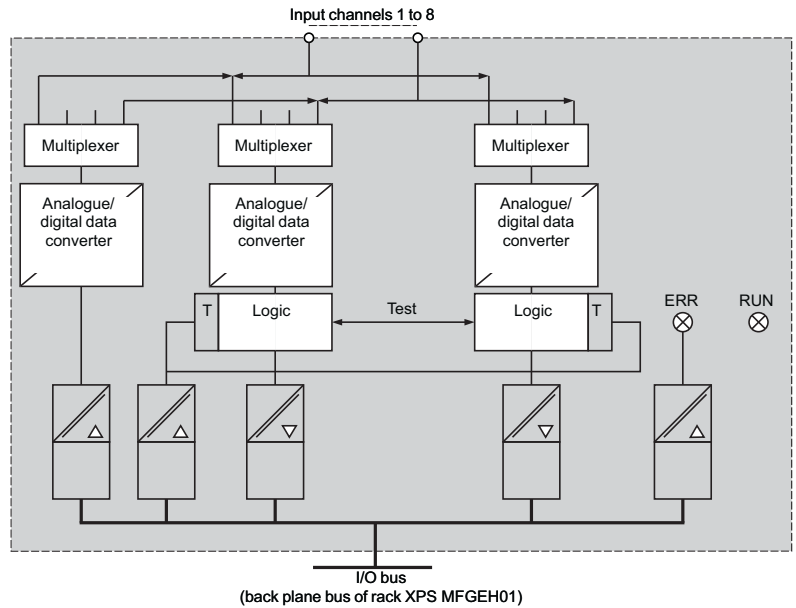 Input channels 1 to 8
Multiplexer
Multiplexer
Multiplexer
Analogue/
digital data
converter
Analogue/
digital data
converter
Analogue/
digital data
converter
T
Logic
Test
Logic
T
ERR
RUN
I/O bus
(back plane bus of rack XPS MFGEH01)